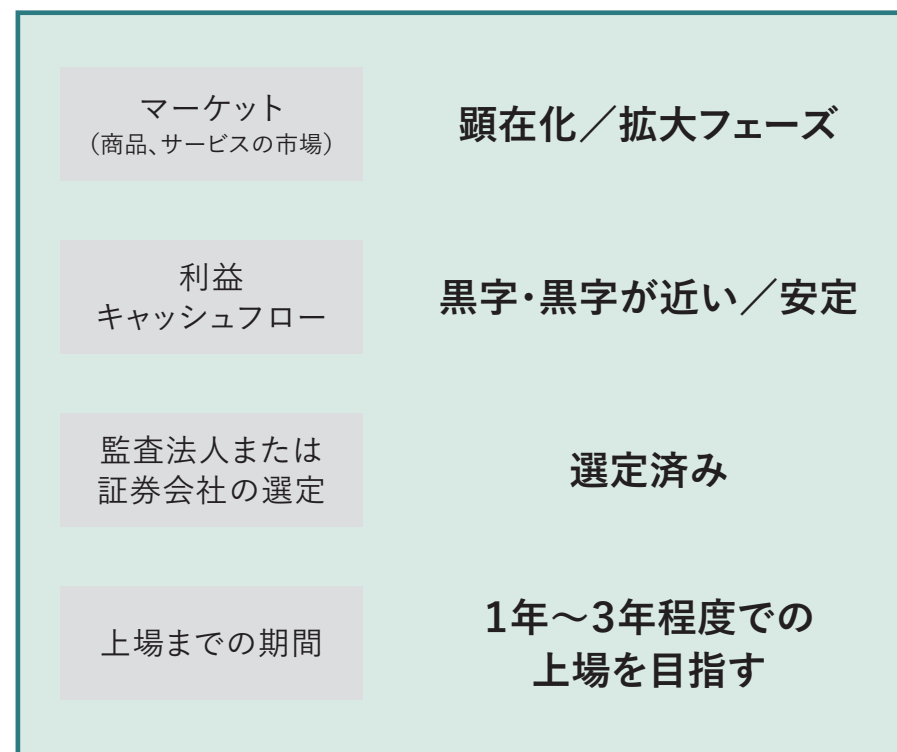 マーケット
（商品、サービスの市場）
顕在化／拡大フェーズ
利益
キャッシュフロー
黒字・黒字が近い／安定
監査法人または
証券会社の選定
選定済み
上場までの期間
1年〜3年程度での
上場を目指す